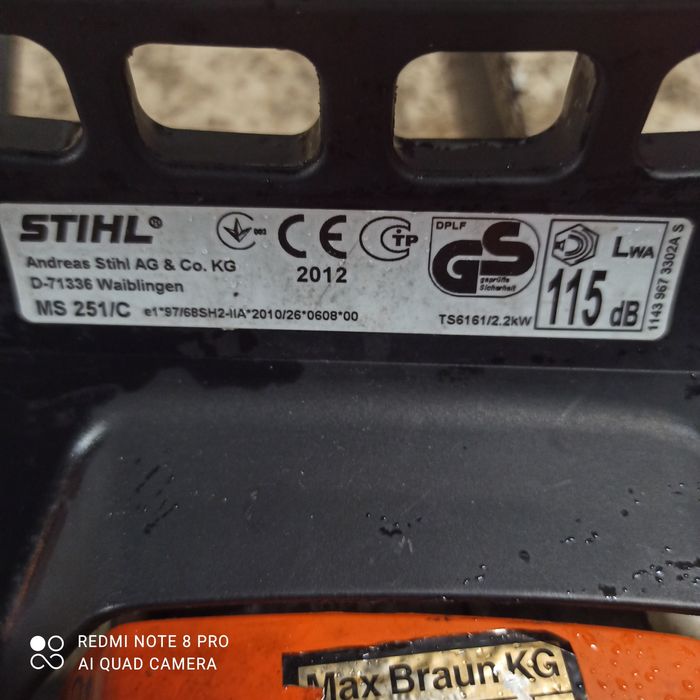 STIHL®
Andreas Stihl AG & Co. KG
D-71336 Waiblingen
MS 251/C e1*97/68SH2-IIA*2010/26*0608*00
003
CE
2012
TP
DPLF
GS
geprüfte
Sicherheit
TS6161/2.2kW
LWA
115 dB
1143 967 3302A S
Max Braun KG
REDMI NOTE 8 PRO
AI QUAD CAMERA